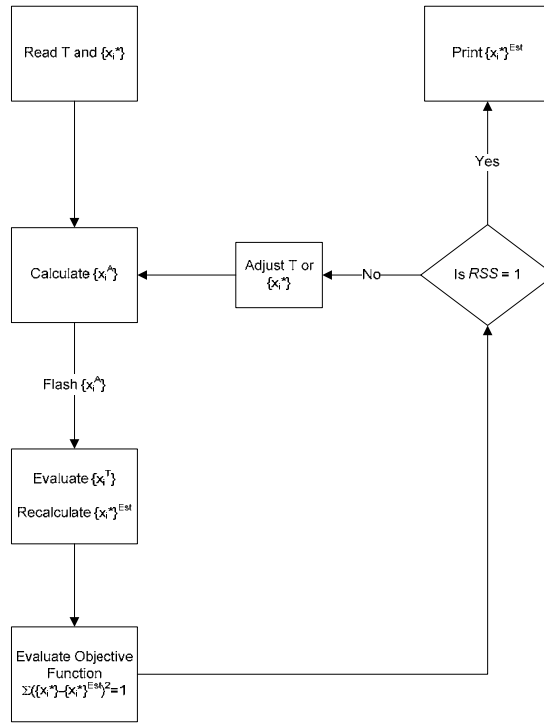 Read T and {xᵢ*}
Print {xᵢ*}ᴱˢᵗ
Yes
Calculate {xᵢᴬ}
Adjust T or
{xᵢ*}
No
Is RSS = 1
Flash {xᵢᴬ}
Evaluate {xᵢᵀ}
Recalculate {xᵢ*}ᴱˢᵗ
Evaluate Objective
Function
Σ({xᵢ*}–{xᵢ*}ᴱˢᵗ)²=1